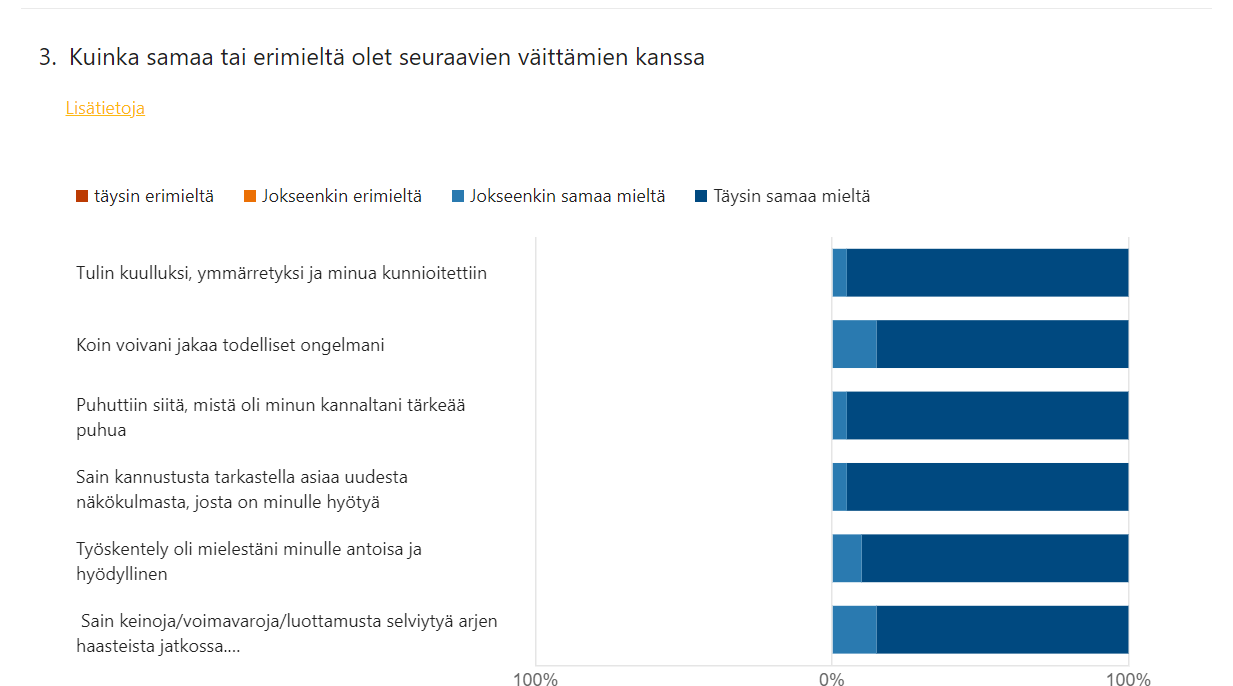 3. Kuinka samaa tai erimieltä olet seuraavien väittämien kanssa
Lisätietoja
täysin erimieltä Jokseenkin erimieltä Jokseenkin samaa mieltä Täysin samaa mieltä
Tulin kuulluksi, ymmärretyksi ja minua kunnioitettiin
Koin voivani jakaa todelliset ongelmani
Puhuttiin siitä, mistä oli minun kannaltani tärkeää
puhua
Sain kannustusta tarkastella asiaa uudesta
näkökulmasta, josta on minulle hyötyä
Työskentely oli mielestäni minulle antoisa ja
hyödyllinen
Sain keinoja/voimavaroja/luottamusta selviytyä arjen
haasteista jatkossa....
100% 0% 100%